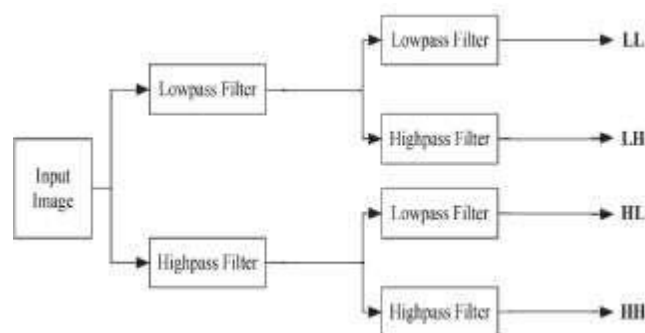 Lowpass Filter
LL
Lowpass Filter
Highpass Filter
LH
Input
Image
Lowpass Filter
HL
Highpass Filter
Highpass Filter
HH